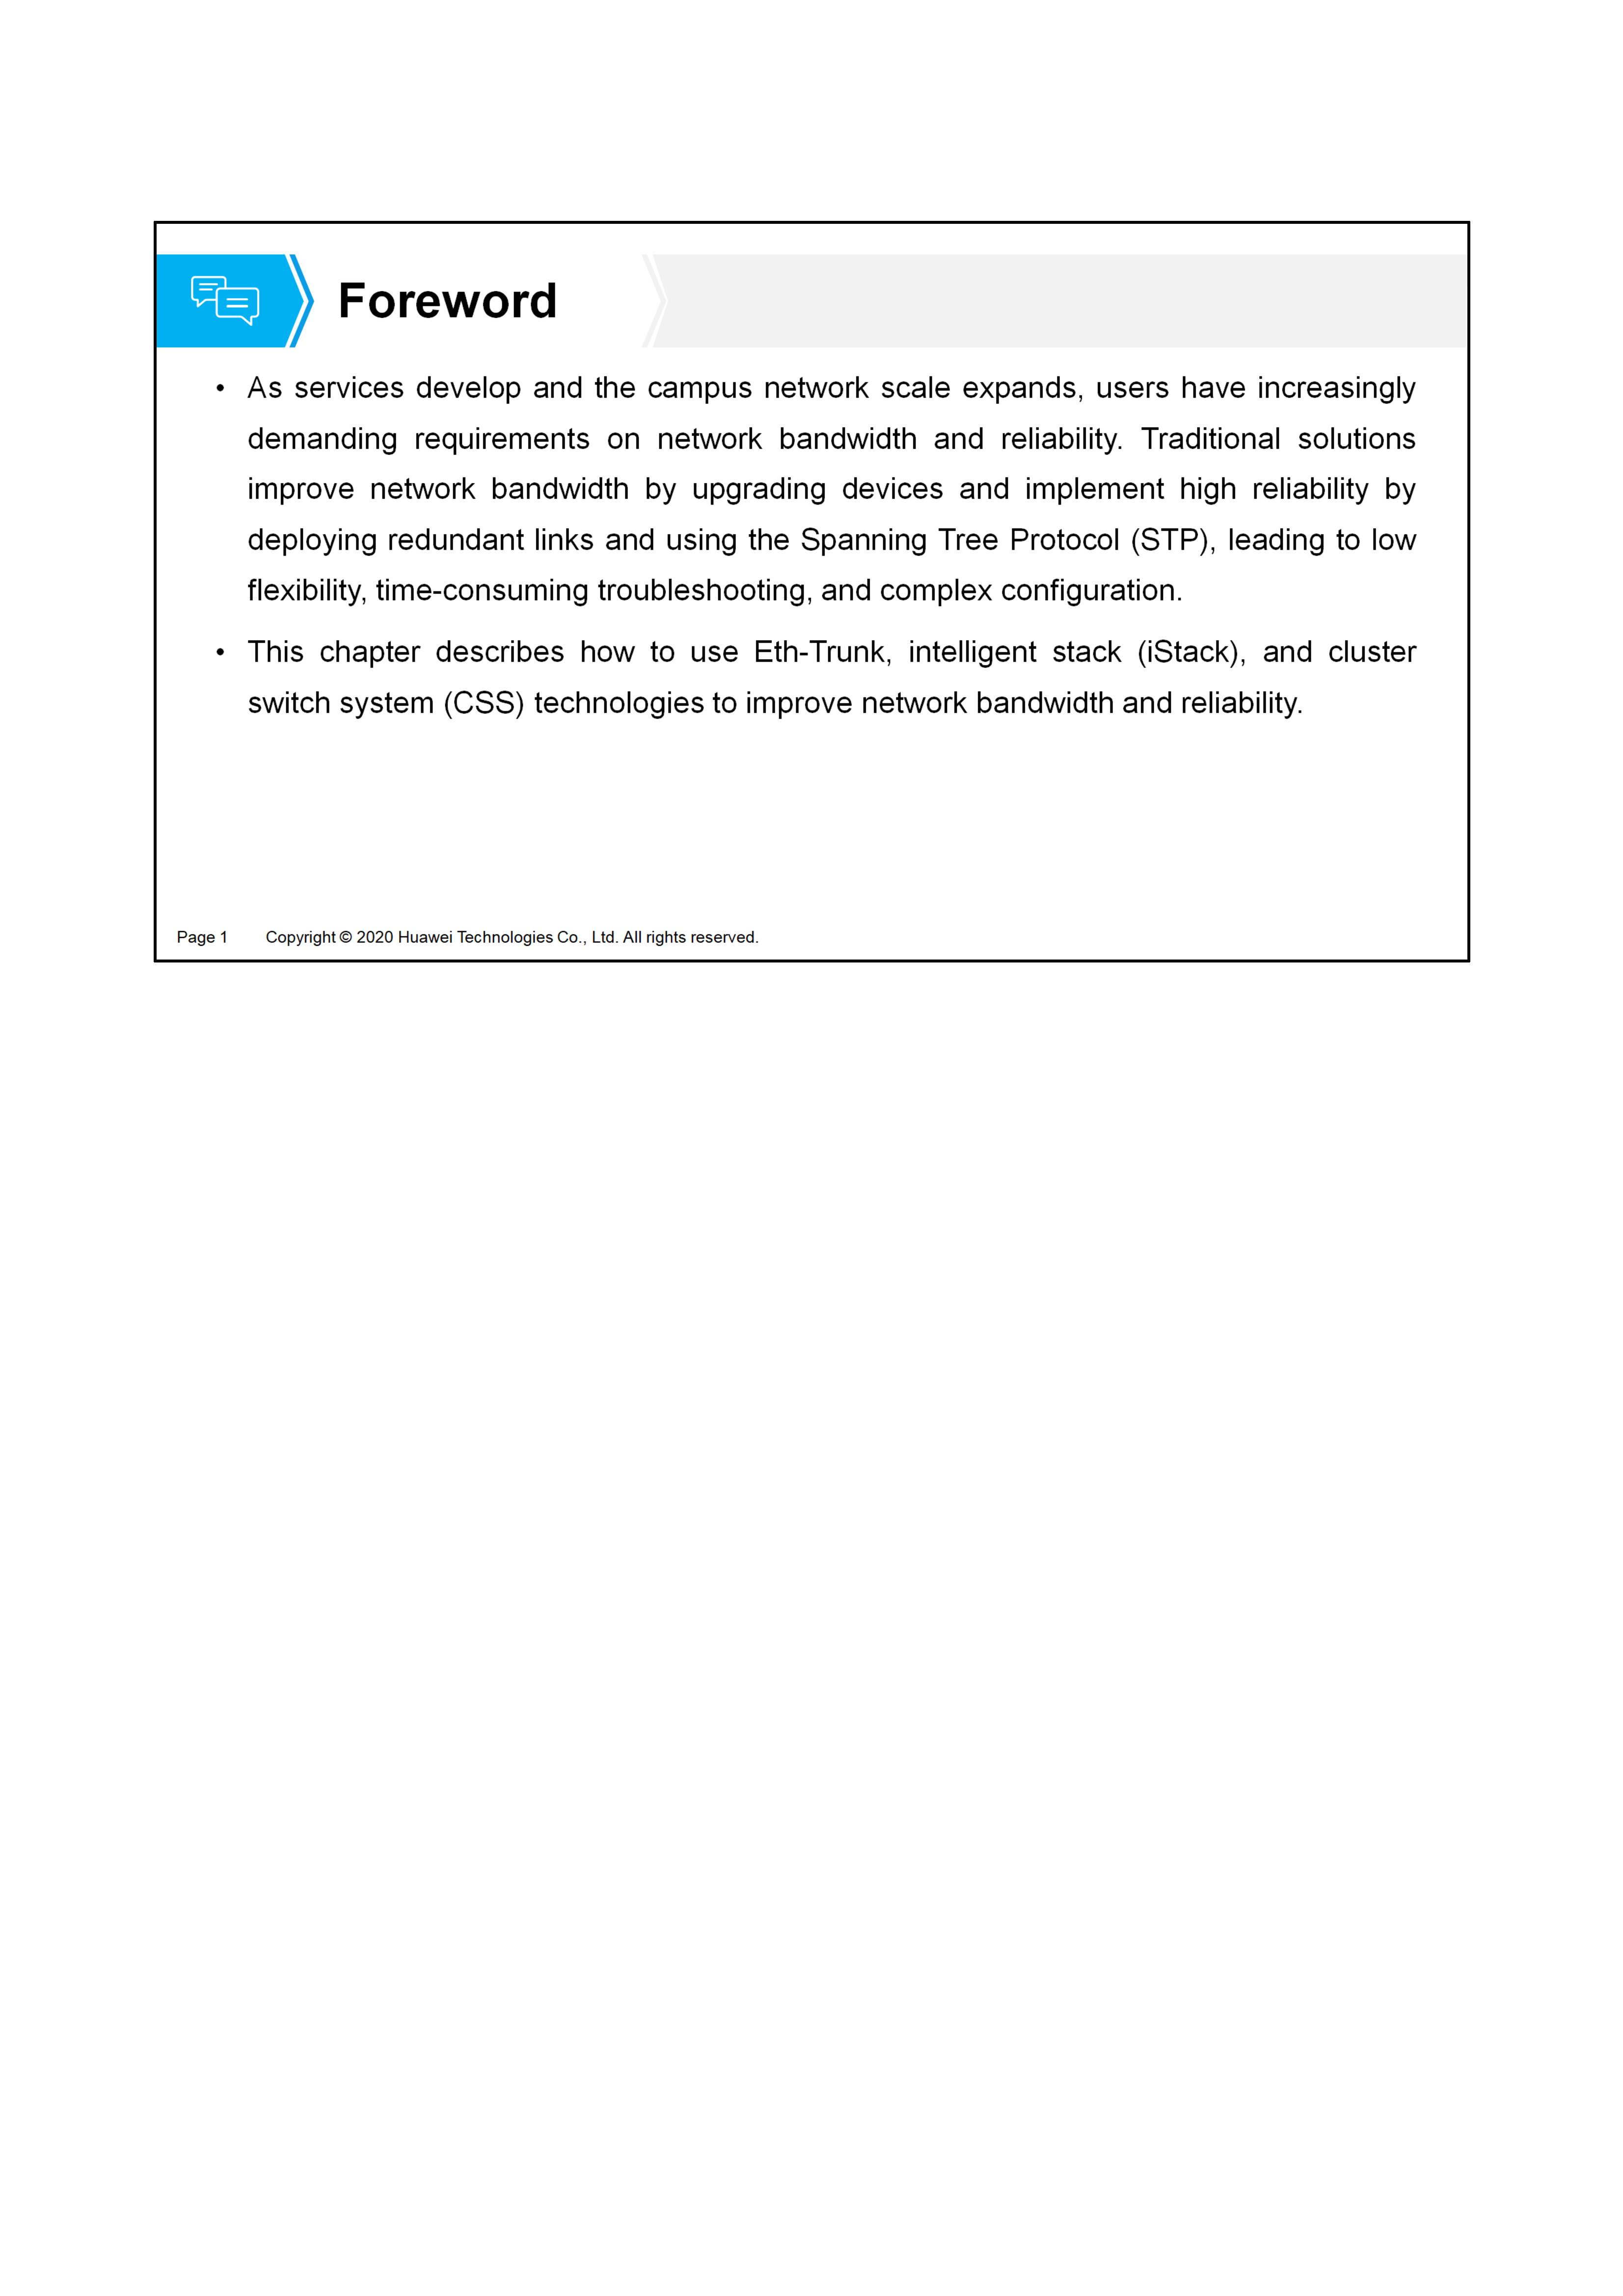 Foreword
• As services develop and the campus network scale expands, users have increasingly
demanding requirements on network bandwidth and reliability. Traditional solutions
improve network bandwidth by upgrading devices and implement high reliability by
deploying redundant links and using the Spanning Tree Protocol (STP), leading to low
flexibility, time-consuming troubleshooting, and complex configuration.
• This chapter describes how to use Eth-Trunk, intelligent stack (iStack), and cluster
switch system (CSS) technologies to improve network bandwidth and reliability.
Page 1 Copyright © 2020 Huawei Technologies Co., Ltd. All rights reserved.